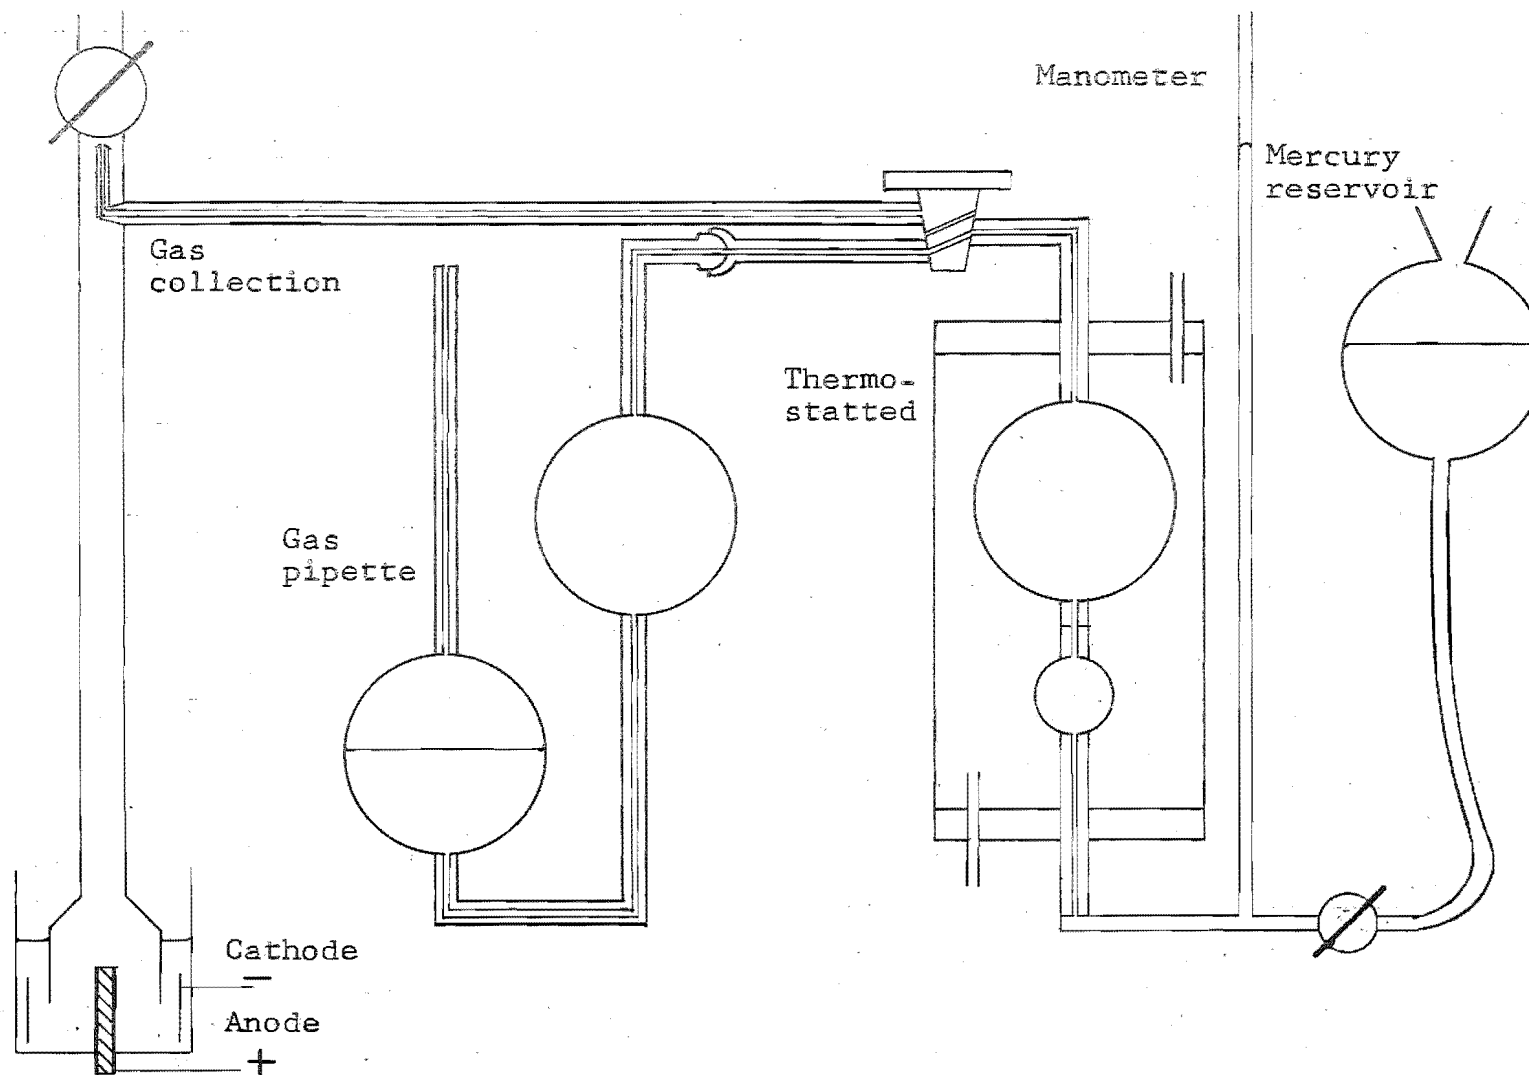 Manometer
Mercury
reservoir
Gas
collection
Thermo-
statted
Gas
pipette
Cathode
−
Anode
+